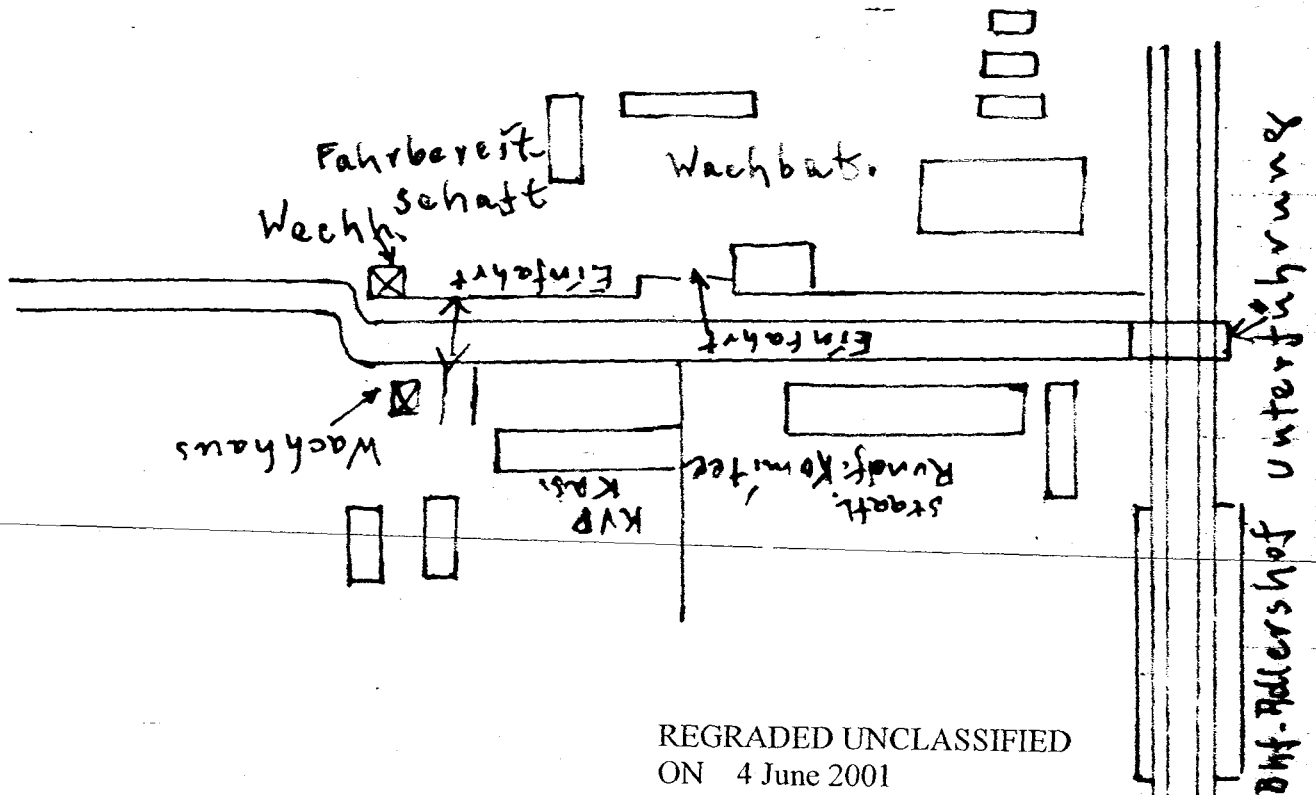 Fahrbereit-
schaft
Wachbat.
Wachh.
Einfahrt
Einfahrt
Unterführung
Wachhaus
KVP
Kas.
Staatl.
Rundf. Komitee
Bhf. Adlershof
REGRADED UNCLASSIFIED
ON 4 June 2001